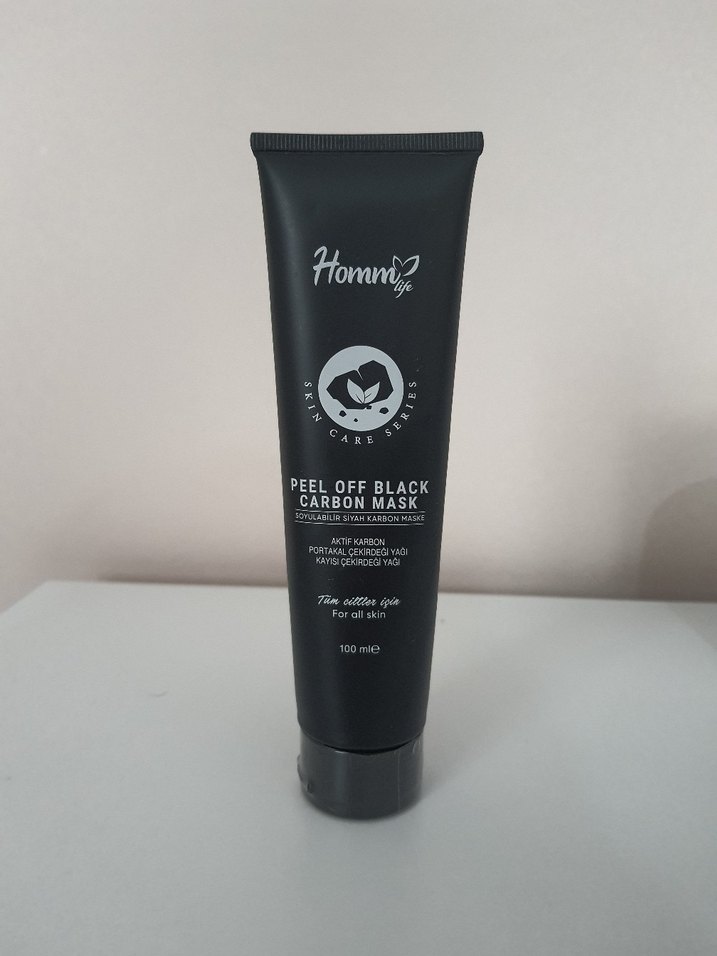 Homm
life
SKIN CARE SERIES
PEEL OFF BLACK
CARBON MASK
SOYULABİLİR SİYAH KARBON MASKE
AKTİF KARBON
PORTAKAL ÇEKİRDEĞİ YAĞI
KAYISI ÇEKİRDEĞİ YAĞI
Tüm ciltler için
For all skin
100 ml℮